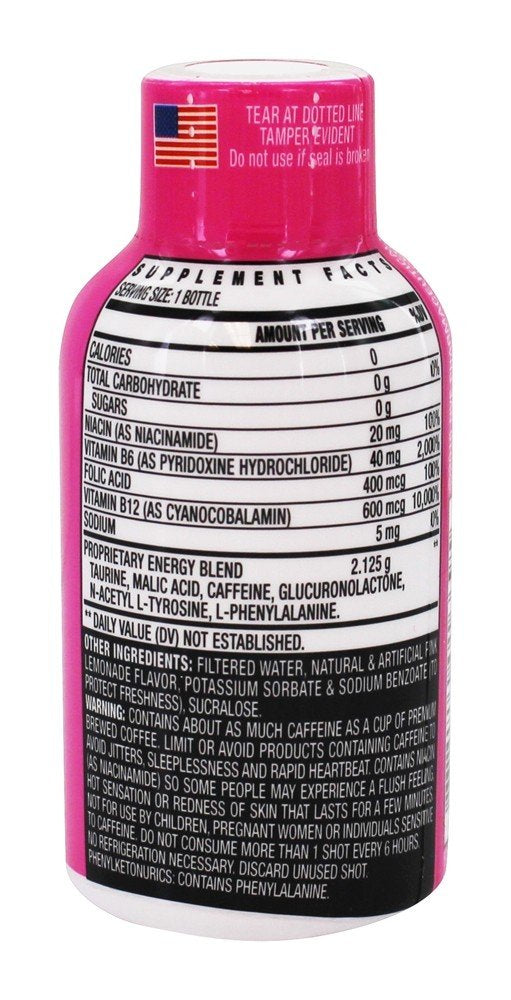 TEAR AT DOTTED LINE
TAMPER EVIDENT
Do not use if seal is broken
SUPPLEMENT FACTS
SERVING SIZE: 1 BOTTLE
AMOUNT PER SERVING %DV
CALORIES 0
TOTAL CARBOHYDRATE 0 g 0%
SUGARS 0 g
NIACIN (AS NIACINAMIDE) 20 mg 100%
VITAMIN B6 (AS PYRIDOXINE HYDROCHLORIDE) 40 mg 2,000%
FOLIC ACID 400 mcg 100%
VITAMIN B12 (AS CYANOCOBALAMIN) 600 mcg 10,000%
SODIUM 5 mg 0%
PROPRIETARY ENERGY BLEND 2.125 g **
TAURINE, MALIC ACID, CAFFEINE, GLUCURONOLACTONE,
N-ACETYL L-TYROSINE, L-PHENYLALANINE.
** DAILY VALUE (DV) NOT ESTABLISHED.
OTHER INGREDIENTS: FILTERED WATER, NATURAL & ARTIFICIAL PINK
LEMONADE FLAVOR, POTASSIUM SORBATE & SODIUM BENZOATE (TO
PROTECT FRESHNESS), SUCRALOSE.
WARNING: CONTAINS ABOUT AS MUCH CAFFEINE AS A CUP OF PREMIUM
BREWED COFFEE. LIMIT OR AVOID PRODUCTS CONTAINING CAFFEINE TO
AVOID JITTERS, SLEEPLESSNESS AND RAPID HEARTBEAT. CONTAINS NIACIN
(AS NIACINAMIDE) SO SOME PEOPLE MAY EXPERIENCE A FLUSH FEELING
HOT SENSATION OR REDNESS OF SKIN THAT LASTS FOR A FEW MINUTES
NOT FOR USE BY CHILDREN, PREGNANT WOMEN OR INDIVIDUALS SENSITIVE
TO CAFFEINE. DO NOT CONSUME MORE THAN 1 SHOT EVERY 6 HOURS.
NO REFRIGERATION NECESSARY. DISCARD UNUSED SHOT.
PHENYLKETONURICS: CONTAINS PHENYLALANINE.